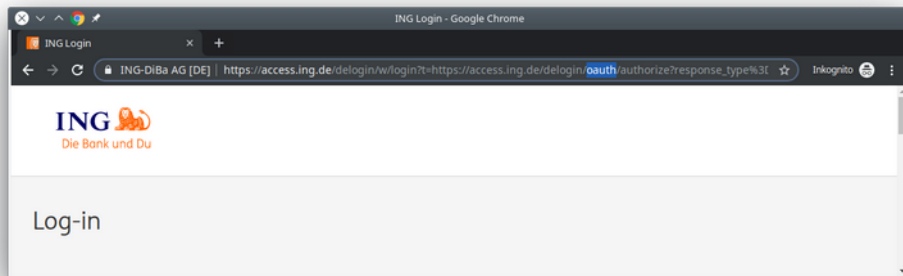 ING Login - Google Chrome
ING Login
ING-DiBa AG [DE] | https://access.ing.de/delogin/w/login?t=https://access.ing.de/delogin/oauth/authorize?response_type%3D Inkognito
ING
Die Bank und Du
Log-in